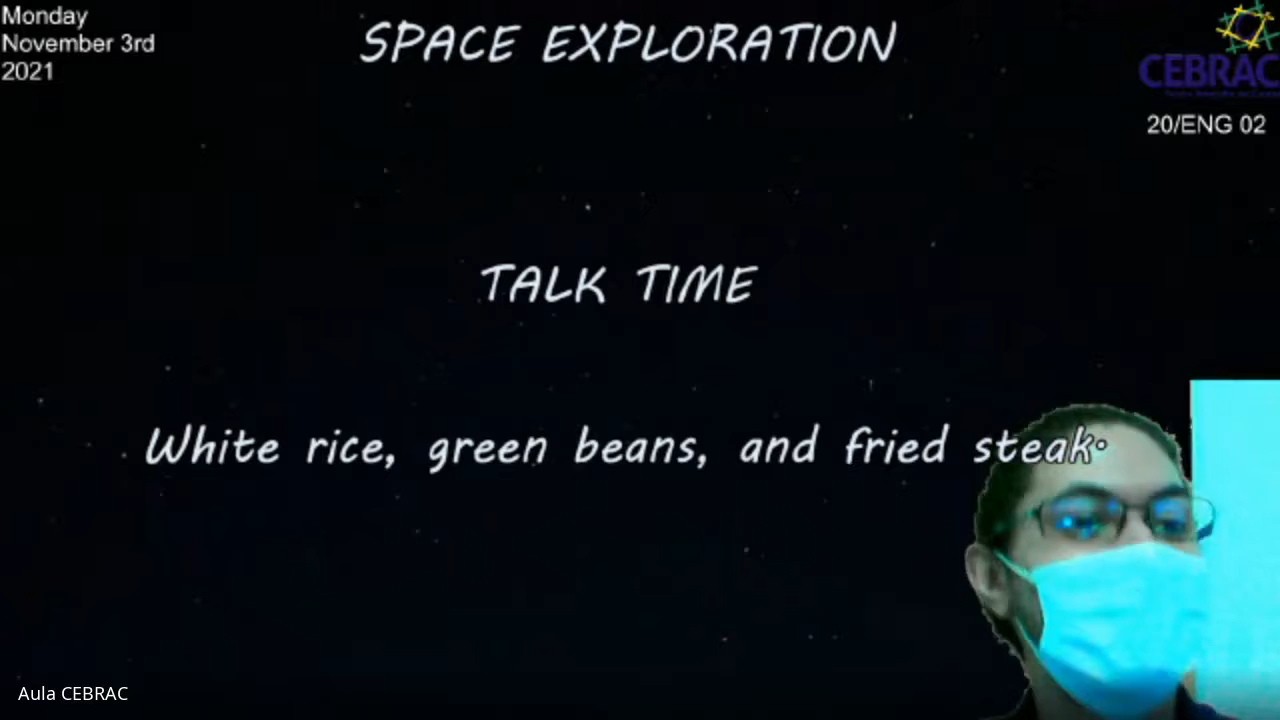 Monday
November 3rd
2021
SPACE EXPLORATION
CEBRAC
20/ENG 02
TALK TIME
White rice, green beans, and fried steak.
Aula CEBRAC